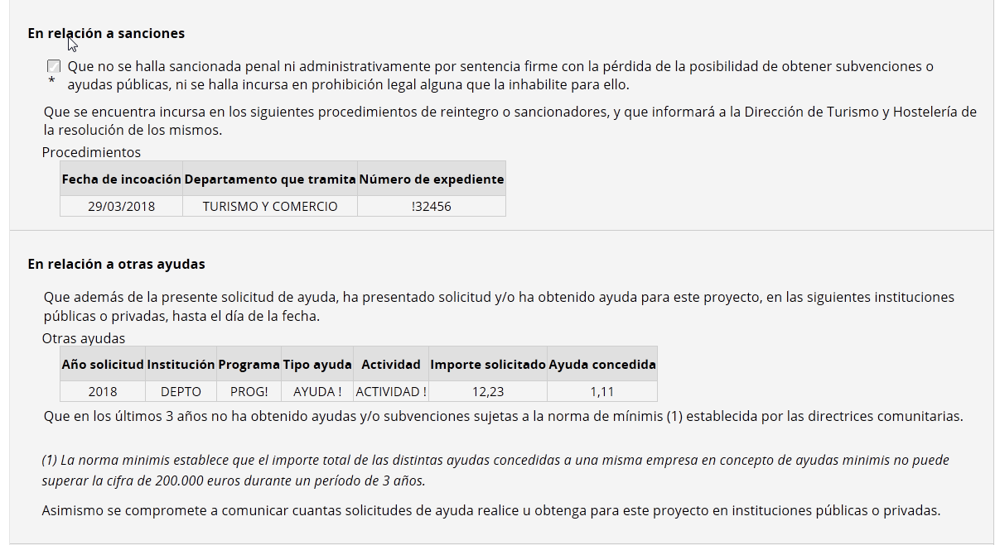 En relación a sanciones
Que no se halla sancionada penal ni administrativamente por sentencia firme con la pérdida de la posibilidad de obtener subvenciones o
* ayudas públicas, ni se halla incursa en prohibición legal alguna que la inhabilite para ello.
Que se encuentra incursa en los siguientes procedimientos de reintegro o sancionadores, y que informará a la Dirección de Turismo y Hostelería de
la resolución de los mismos.
Procedimientos
Fecha de incoación Departamento que tramita Número de expediente
29/03/2018 TURISMO Y COMERCIO !32456
En relación a otras ayudas
Que además de la presente solicitud de ayuda, ha presentado solicitud y/o ha obtenido ayuda para este proyecto, en las siguientes instituciones
públicas o privadas, hasta el día de la fecha.
Otras ayudas
Año solicitud Institución Programa Tipo ayuda Actividad Importe solicitado Ayuda concedida
2018 DEPTO PROG! AYUDA ! ACTIVIDAD ! 12,23 1,11
Que en los últimos 3 años no ha obtenido ayudas y/o subvenciones sujetas a la norma de mínimis (1) establecida por las directrices comunitarias.
(1) La norma minimis establece que el importe total de las distintas ayudas concedidas a una misma empresa en concepto de ayudas minimis no puede
superar la cifra de 200.000 euros durante un período de 3 años.
Asimismo se compromete a comunicar cuantas solicitudes de ayuda realice u obtenga para este proyecto en instituciones públicas o privadas.